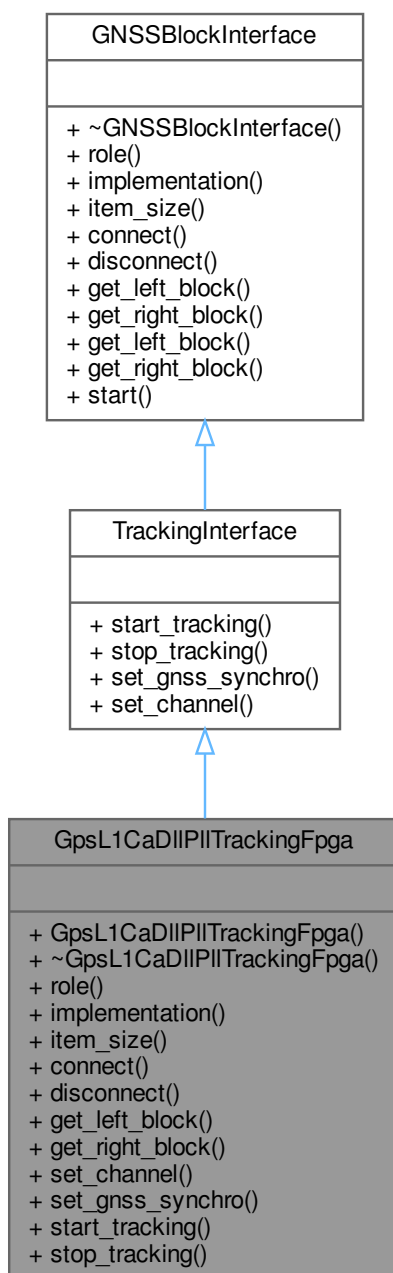 GNSSBlockInterface
+ ~GNSSBlockInterface()
+ role()
+ implementation()
+ item_size()
+ connect()
+ disconnect()
+ get_left_block()
+ get_right_block()
+ get_left_block()
+ get_right_block()
+ start()
TrackingInterface
+ start_tracking()
+ stop_tracking()
+ set_gnss_synchro()
+ set_channel()
GpsL1CaDllPllTrackingFpga
+ GpsL1CaDllPllTrackingFpga()
+ ~GpsL1CaDllPllTrackingFpga()
+ role()
+ implementation()
+ item_size()
+ connect()
+ disconnect()
+ get_left_block()
+ get_right_block()
+ set_channel()
+ set_gnss_synchro()
+ start_tracking()
+ stop_tracking()